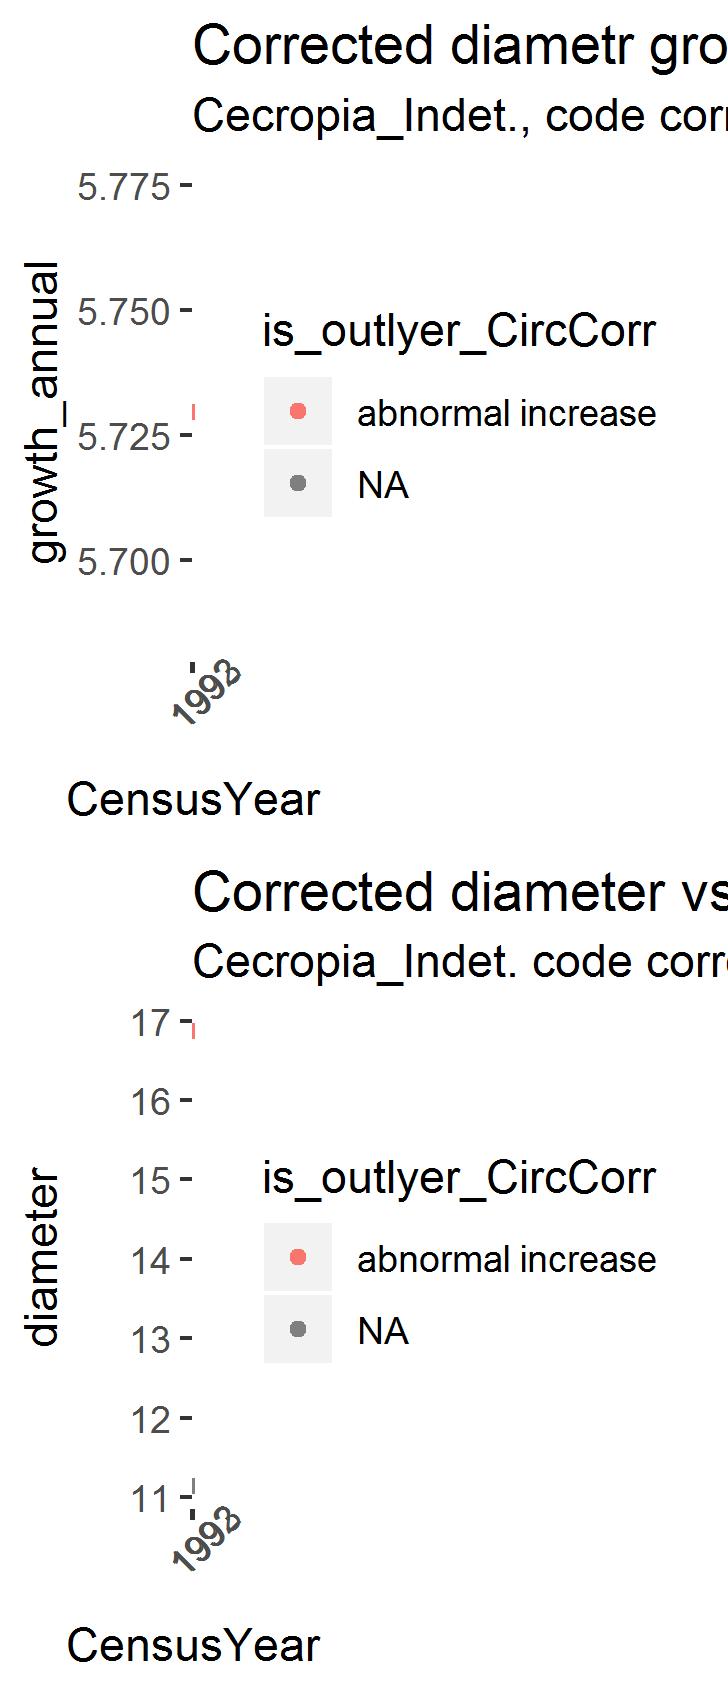 Corrected diametr gro
Cecropia_Indet., code corr
5.775
5.750
5.725
5.700
growth_annual
is_outlyer_CircCorr
abnormal increase
NA
CensusYear
Corrected diameter vs
Cecropia_Indet. code corre
17
16
15
14
13
12
11
diameter
is_outlyer_CircCorr
abnormal increase
NA
CensusYear